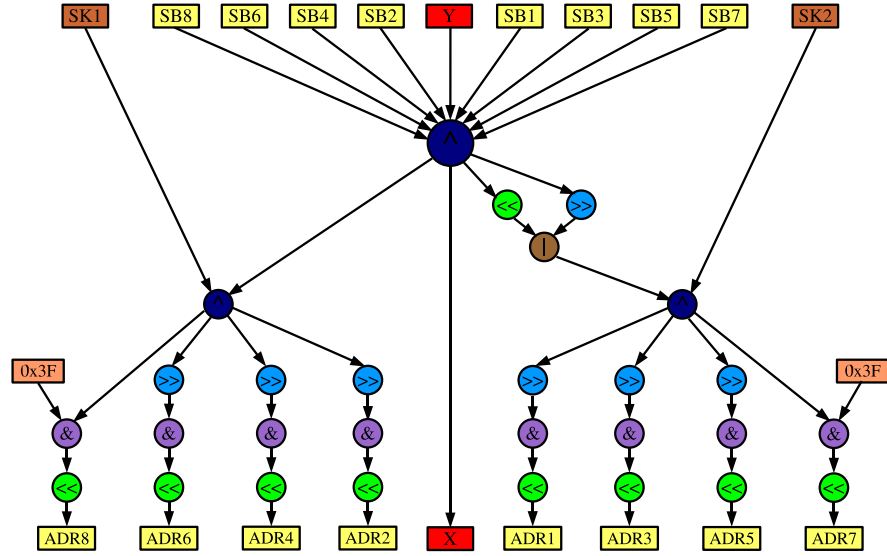 SK1 SB8 SB6 SB4 SB2 Y SB1 SB3 SB5 SB7 SK2
^
<< >>
|
^ ^
0x3F >> >> >> >> >> >> 0x3F
& & & & & & & &
<< << << << << << << <<
ADR8 ADR6 ADR4 ADR2 X ADR1 ADR3 ADR5 ADR7